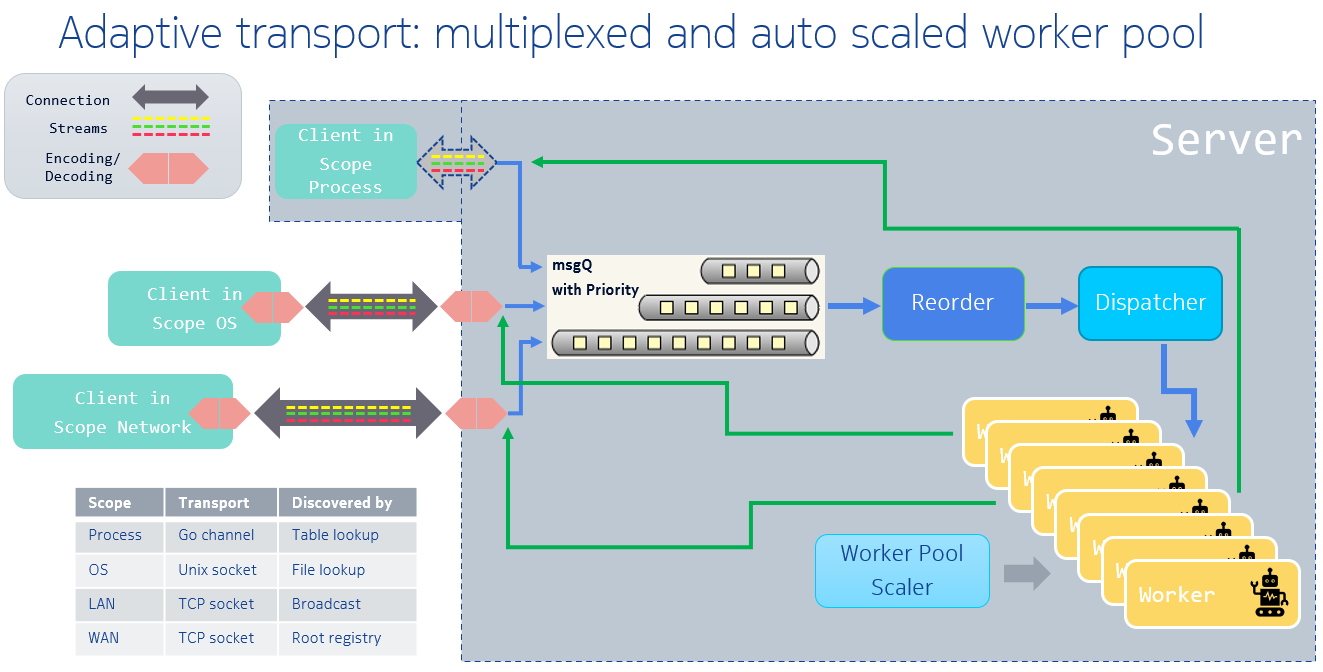 Adaptive transport: multiplexed and auto scaled worker pool
Connection
Streams
Encoding/
Decoding
Client in
Scope
Process
Server
Client in
Scope OS
msgQ
with Priority
Reorder
Dispatcher
Client in
Scope Network
W
W
W
W
W
W
W
Worker
Worker Pool
Scaler
Scope Transport Discovered by
Process Go channel Table lookup
OS Unix socket File lookup
LAN TCP socket Broadcast
WAN TCP socket Root registry